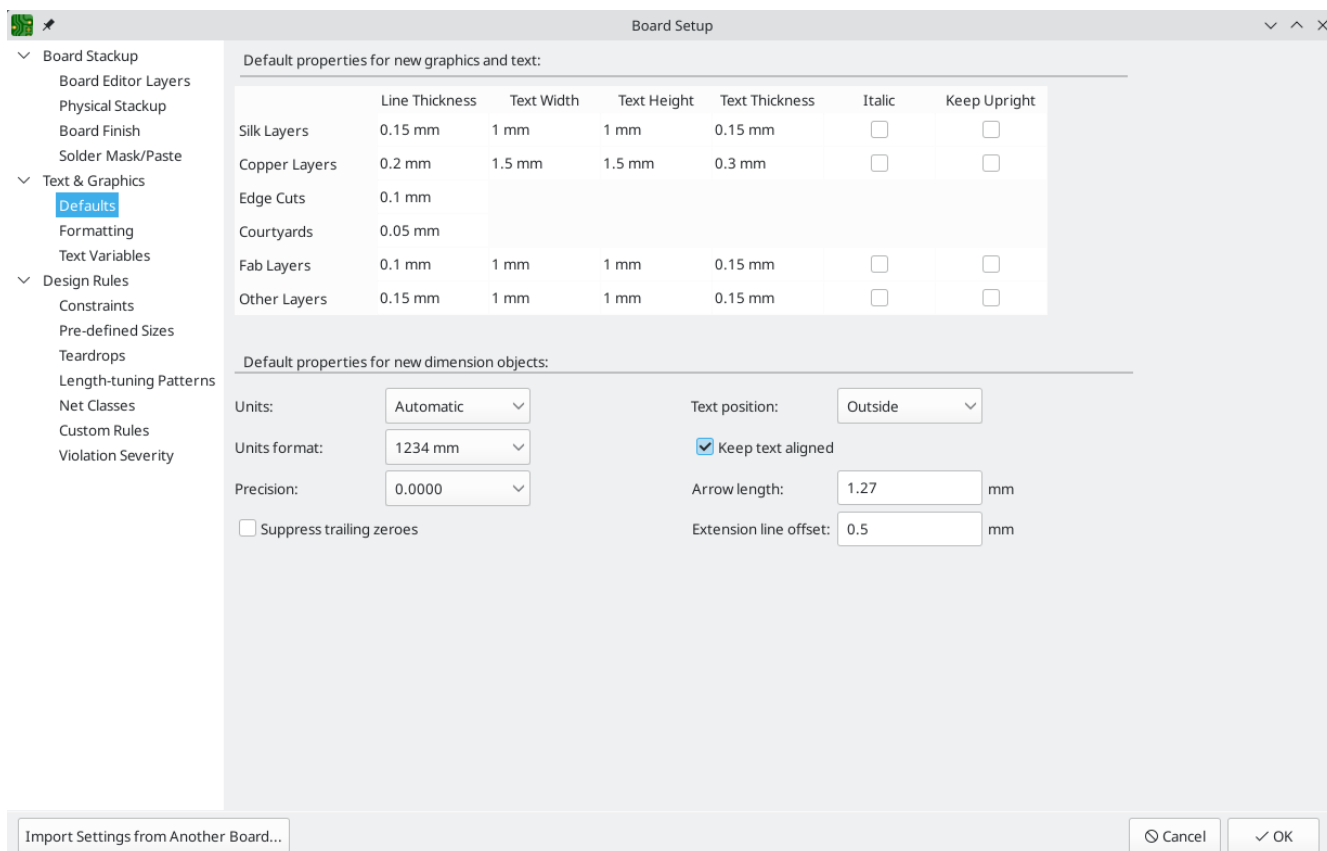 Board Setup
Board Stackup
Board Editor Layers
Physical Stackup
Board Finish
Solder Mask/Paste
Text & Graphics
Defaults
Formatting
Text Variables
Design Rules
Constraints
Pre-defined Sizes
Teardrops
Length-tuning Patterns
Net Classes
Custom Rules
Violation Severity
Default properties for new graphics and text:
Line Thickness Text Width Text Height Text Thickness Italic Keep Upright
Silk Layers 0.15 mm 1 mm 1 mm 0.15 mm
Copper Layers 0.2 mm 1.5 mm 1.5 mm 0.3 mm
Edge Cuts 0.1 mm
Courtyards 0.05 mm
Fab Layers 0.1 mm 1 mm 1 mm 0.15 mm
Other Layers 0.15 mm 1 mm 1 mm 0.15 mm
Default properties for new dimension objects:
Units: Automatic Text position: Outside
Units format: 1234 mm Keep text aligned
Precision: 0.0000 Arrow length: 1.27 mm
Suppress trailing zeroes Extension line offset: 0.5 mm
Import Settings from Another Board... Cancel OK